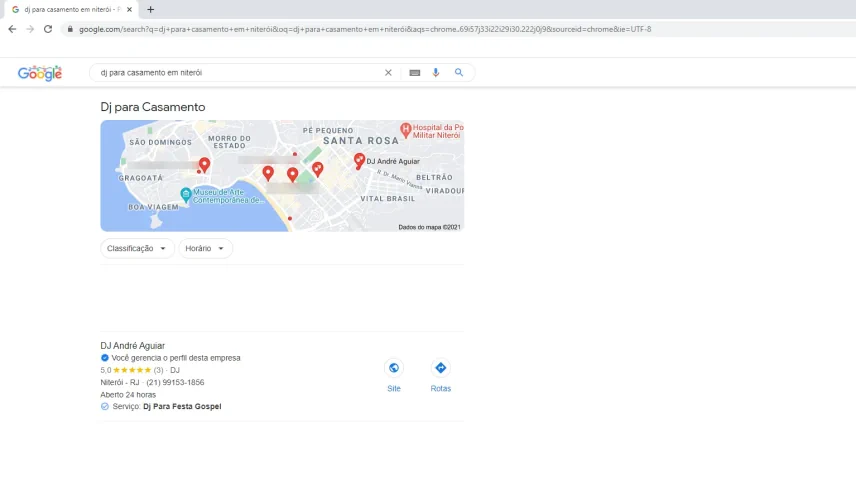 dj para casamento em niterói - P
google.com/search?q=dj+para+casamento+em+niterói&oq=dj+para+casamento+em+niterói&aqs=chrome..69i57j33i22i29i30.222j0j9&sourceid=chrome&ie=UTF-8
Google
dj para casamento em niterói
Dj para Casamento
PÉ PEQUENO
Hospital da Po
Militar Niterói
SÃO DOMINGOS
MORRO DO
ESTADO
SANTA ROSA
DJ André Aguiar
GRAGOATÁ
R. Dr. Mario Vianna
BELTRÃO
Museu de Arte
Contemporânea de...
VIRADOUR
VITAL BRASIL
BOA VIAGEM
Dados do mapa ©2021
Classificação
Horário
DJ André Aguiar
Você gerencia o perfil desta empresa
5,0 ★★★★★ (3) · DJ
Niterói - RJ · (21) 99153-1856
Aberto 24 horas
Serviço: Dj Para Festa Gospel
Site
Rotas